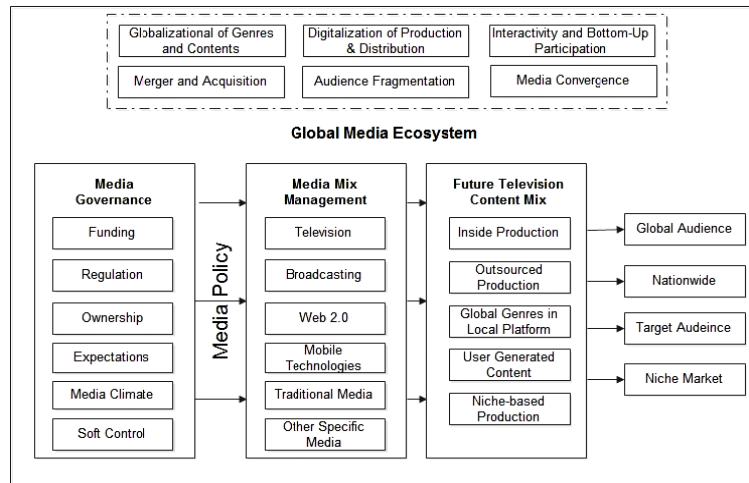 Globalizational of Genres
and Contents
Digitalization of Production
& Distribution
Interactivity and Bottom-Up
Participation
Merger and Acquisition
Audience Fragmentation
Media Convergence
Global Media Ecosystem
Media
Governance
Funding
Regulation
Ownership
Expectations
Media Climate
Soft Control
Media Policy
Media Mix
Management
Television
Broadcasting
Web 2.0
Mobile
Technologies
Traditional Media
Other Specific
Media
Future Television
Content Mix
Inside Production
Outsourced
Production
Global Genres in
Local Platform
User Generated
Content
Niche-based
Production
Global Audience
Nationwide
Target Audeince
Niche Market